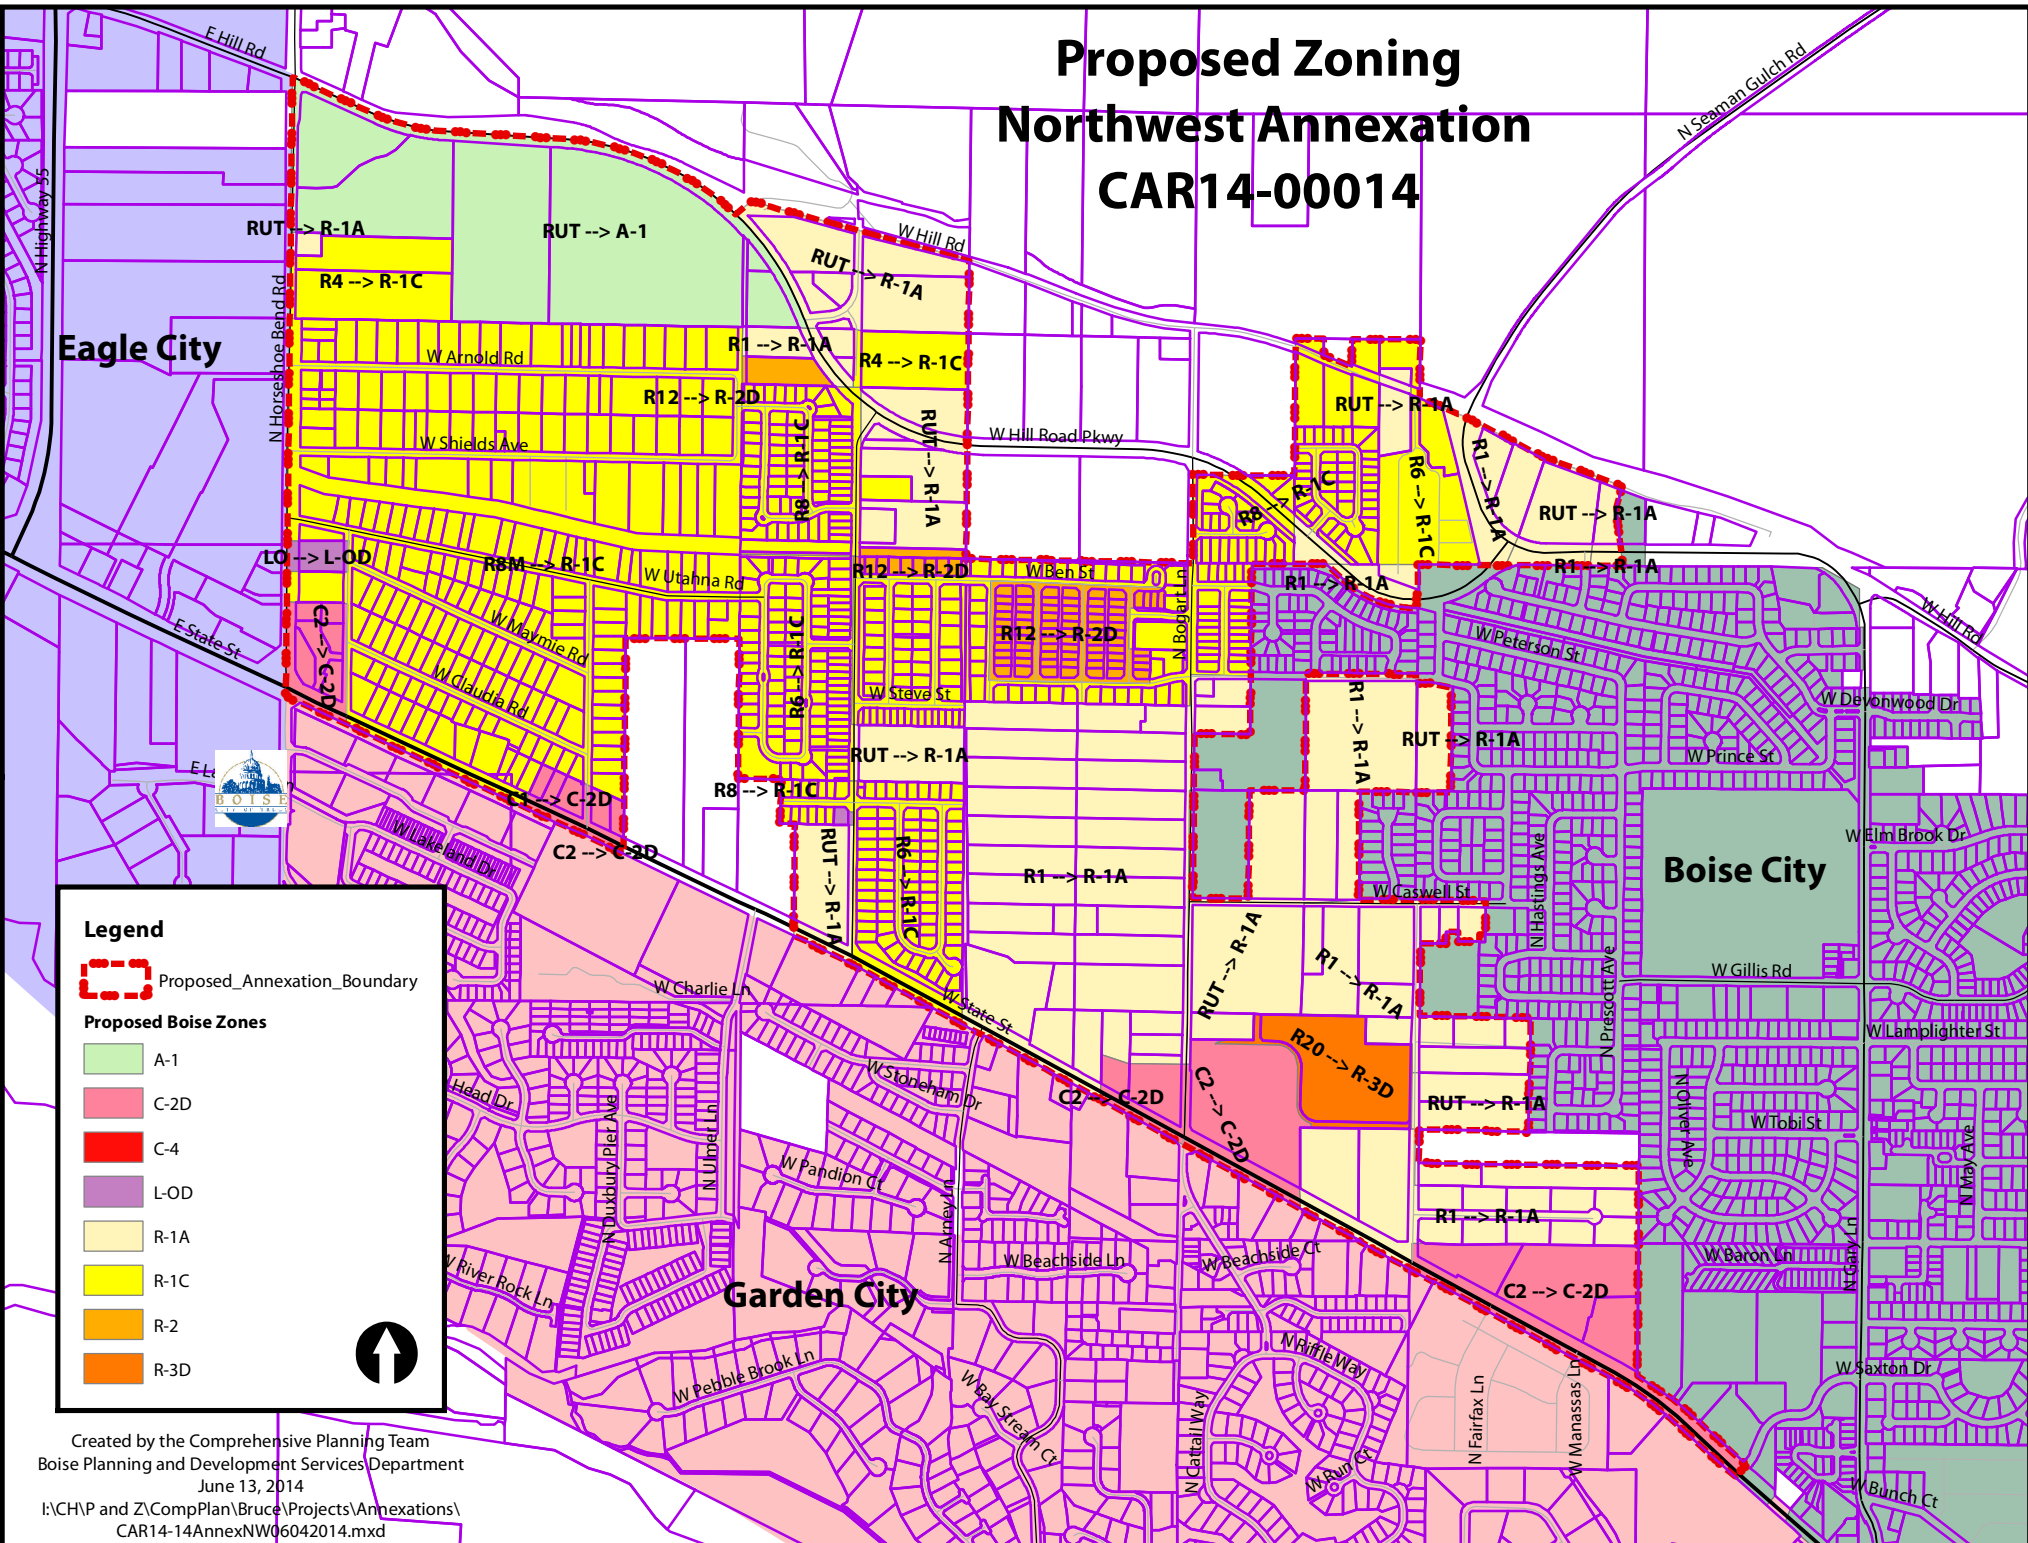 Proposed Zoning
Northwest Annexation
CAR14-00014
E Hill Rd
N Seaman Gulch Rd
N Highway 55
RUT --> R-1A
RUT --> A-1
W Hill Rd
RUT --> R-1A
R4 --> R-1C
N Horseshoe Bend Rd
Eagle City
W Arnold Rd
R1 --> R-1A
R4 --> R-1C
R12 --> R-2D
RUT --> R-1A
W Shields Ave
R8 --> R-1C
RUT --> R-1A
W Hill Road Pkwy
R8 --> R-1C
R6 --> R-1C
R1 --> R-1A
RUT --> R-1A
LO --> L-OD
R8M --> R-1C
W Utahna Rd
R12 --> R-2D
W Ben St
R1 --> R-1A
R1 --> R-1A
N Bogart Ln
C2 --> C-2D
E State St
W Maymie Rd
W Claudia Rd
R6 --> R-1C
R12 --> R-2D
W Steve St
W Peterson St
W Hill Rd
W Devonwood Dr
R1 --> R-1A
RUT --> R-1A
W Prince St
RUT --> R-1A
E La
BOISE
C1 --> C-2D
R8 --> R-1C
W Lakeland Dr
C2 --> C-2D
RUT --> R-1A
R6 --> R-1C
R1 --> R-1A
W Caswell St
N Hastings Ave
Boise City
W Elm Brook Dr
RUT --> R-1A
R1 --> R-1A
N Prescott Ave
W Gillis Rd
W Charlie Ln
W State St
W Lamplighter St
R20 --> R-3D
Head Dr
W Stoneham Dr
C2 --> C-2D
C2 --> C-2D
RUT --> R-1A
N Oliver Ave
W Tobi St
N May Ave
N Duxbury Pier Ave
N Ulmer Ln
W Pandion Ct
N Arney Ln
R1 --> R-1A
W Beachside Ln
W Beachside Ct
W Baron Ln
N Gary Ln
W River Rock Ln
Garden City
C2 --> C-2D
N Riffle Way
W Saxton Dr
W Pebble Brook Ln
W Bay Stream Ct
N Cattail Way
W Run Ct
N Fairfax Ln
W Manassas Ln
W Bunch Ct
Legend
Proposed_Annexation_Boundary
Proposed Boise Zones
A-1
C-2D
C-4
L-OD
R-1A
R-1C
R-2
R-3D
Created by the Comprehensive Planning Team
Boise Planning and Development Services Department
June 13, 2014
I:\CH\P and Z\CompPlan\Bruce\Projects\Annexations\
CAR14-14AnnexNW06042014.mxd